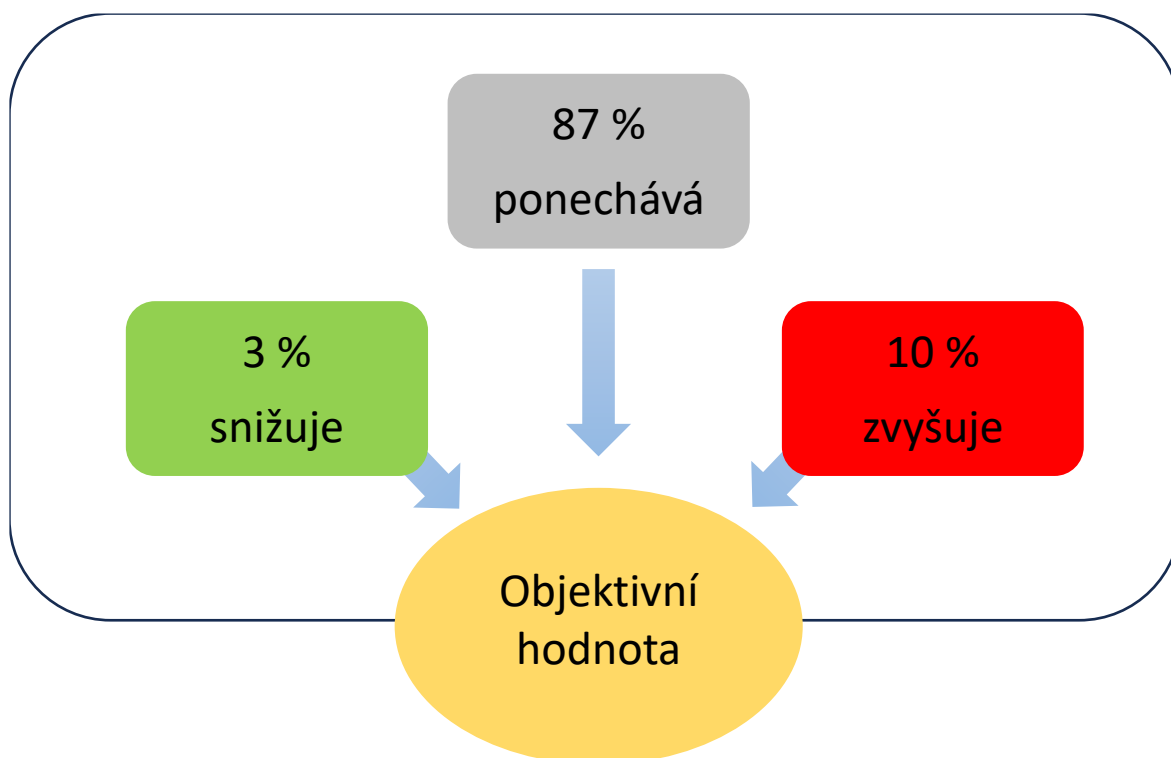 87 %
ponechává
3 %
snižuje
10 %
zvyšuje
Objektivní
hodnota